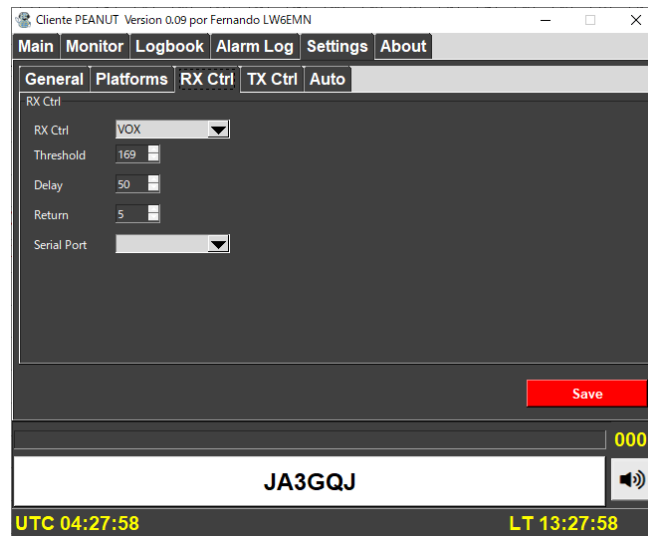 Cliente PEANUT Version 0.09 por Fernando LW6EMN
Main Monitor Logbook Alarm Log Settings About
General Platforms RX Ctrl TX Ctrl Auto
RX Ctrl
RX Ctrl VOX
Threshold 169
Delay 50
Return 5
Serial Port
Save
000
JA3GQJ
UTC 04:27:58 LT 13:27:58